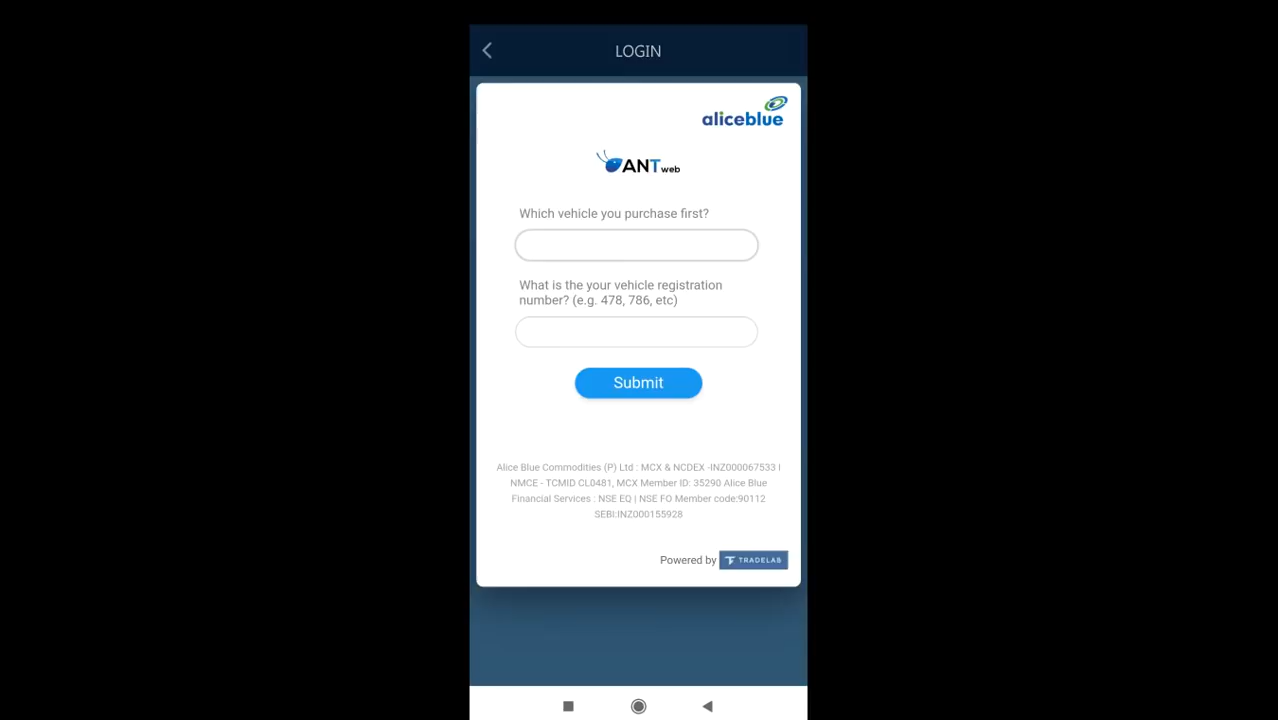 LOGIN
aliceblue
ANT web
Which vehicle you purchase first?
What is the your vehicle registration
number? (e.g. 478, 786, etc)
Submit
Alice Blue Commodities (P) Ltd : MCX & NCDEX -INZ000067533 I
NMCE - TCMID CL0481, MCX Member ID: 35290 Alice Blue
Financial Services : NSE EQ | NSE FO Member code:90112
SEBI:INZ000155928
Powered by TRADELAB